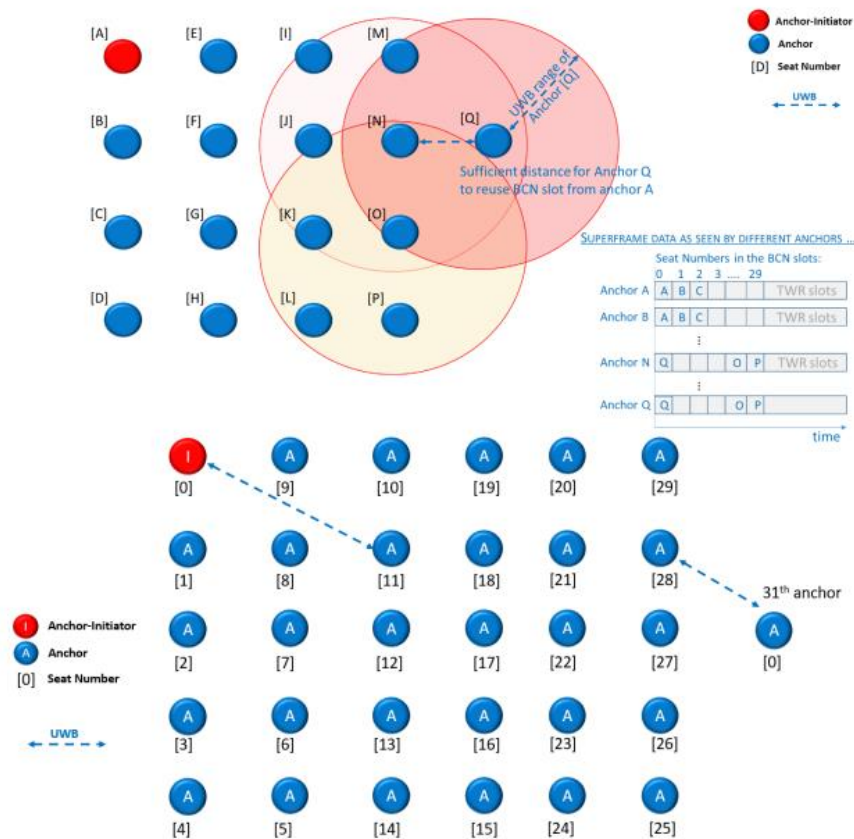 [A] [E] [I] [M]
Anchor-Initiator
Anchor
[D] Seat Number
UWB
UWB range of
Anchor [Q]
[B] [F] [J] [N] [Q]
Sufficient distance for Anchor Q
to reuse BCN slot from anchor A
[C] [G] [K] [O]
SUPERFRAME DATA AS SEEN BY DIFFERENT ANCHORS ...
Seat Numbers in the BCN slots:
0 1 2 3 .... 29
Anchor A A B C TWR slots
Anchor B A B C TWR slots
⋮
Anchor N Q O P TWR slots
⋮
Anchor Q Q O P
time
[D] [H] [L] [P]
I A A A A A
[0] [9] [10] [19] [20] [29]
A A A A A A
[1] [8] [11] [18] [21] [28]
31th anchor
I Anchor-Initiator
A Anchor
[0] Seat Number
UWB
A A A A A A A
[2] [7] [12] [17] [22] [27] [0]
A A A A A A
[3] [6] [13] [16] [23] [26]
A A A A A A
[4] [5] [14] [15] [24] [25]